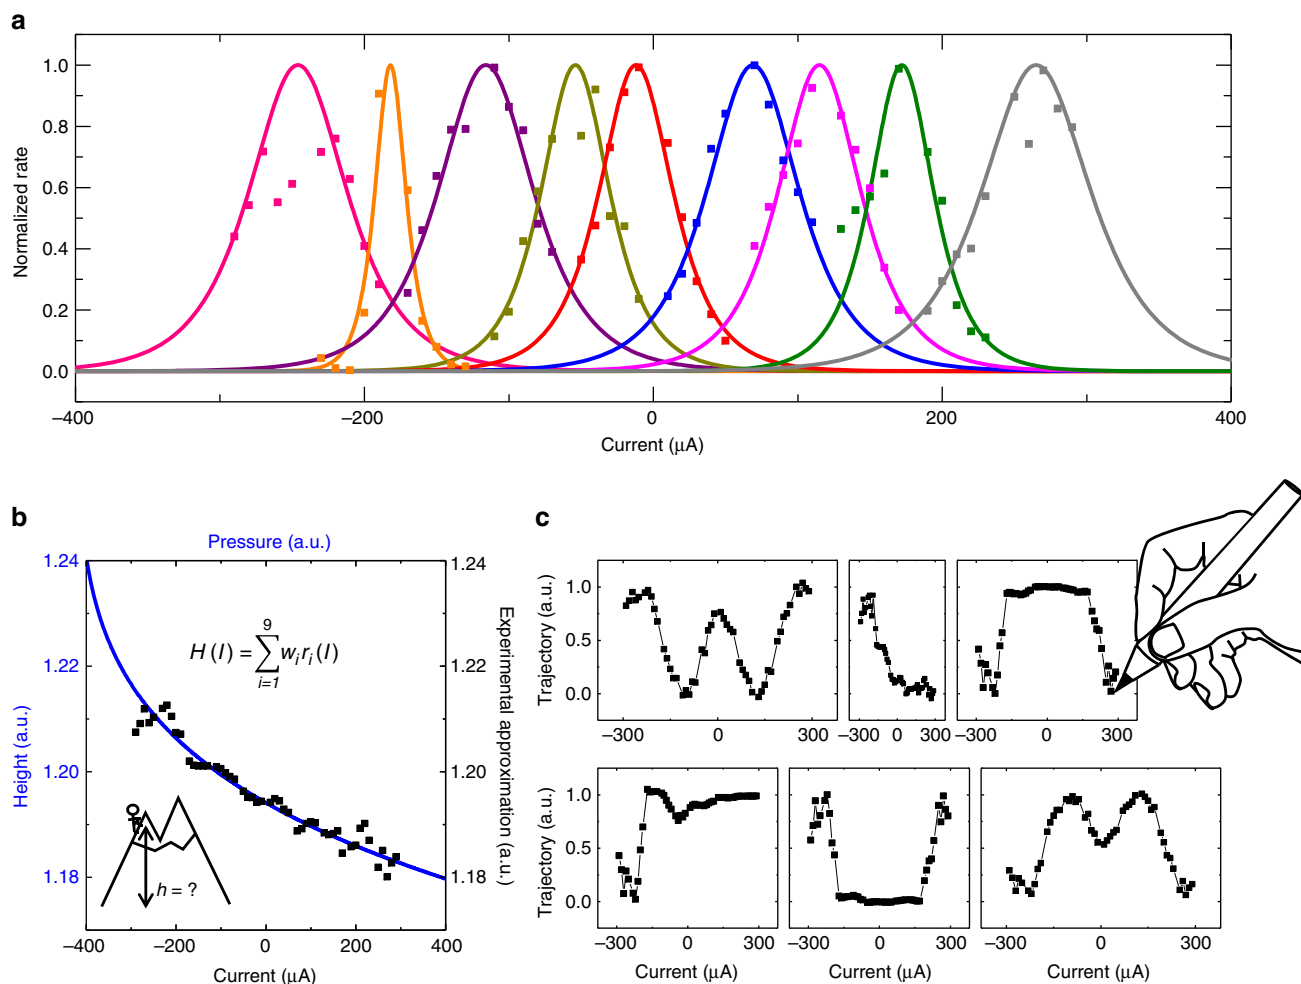 a
Normalized rate
1.0
0.8
0.6
0.4
0.2
0.0
−400
−200
0
200
400
Current (μA)
b
Pressure (a.u.)
Height (a.u.)
1.24
1.22
1.20
1.18
H(I) = ∑ w_i r_i(I)
9
i=1
h = ?
1.24
1.22
1.20
1.18
Experimental approximation (a.u.)
−400
−200
0
200
400
Current (μA)
c
Trajectory (a.u.)
1.0
0.5
0.0
−300
0
300
−300
0
300
−300
0
300
Trajectory (a.u.)
1.0
0.5
0.0
−300
0
300
−300
0
300
−300
0
300
Current (μA)
Current (μA)
Current (μA)